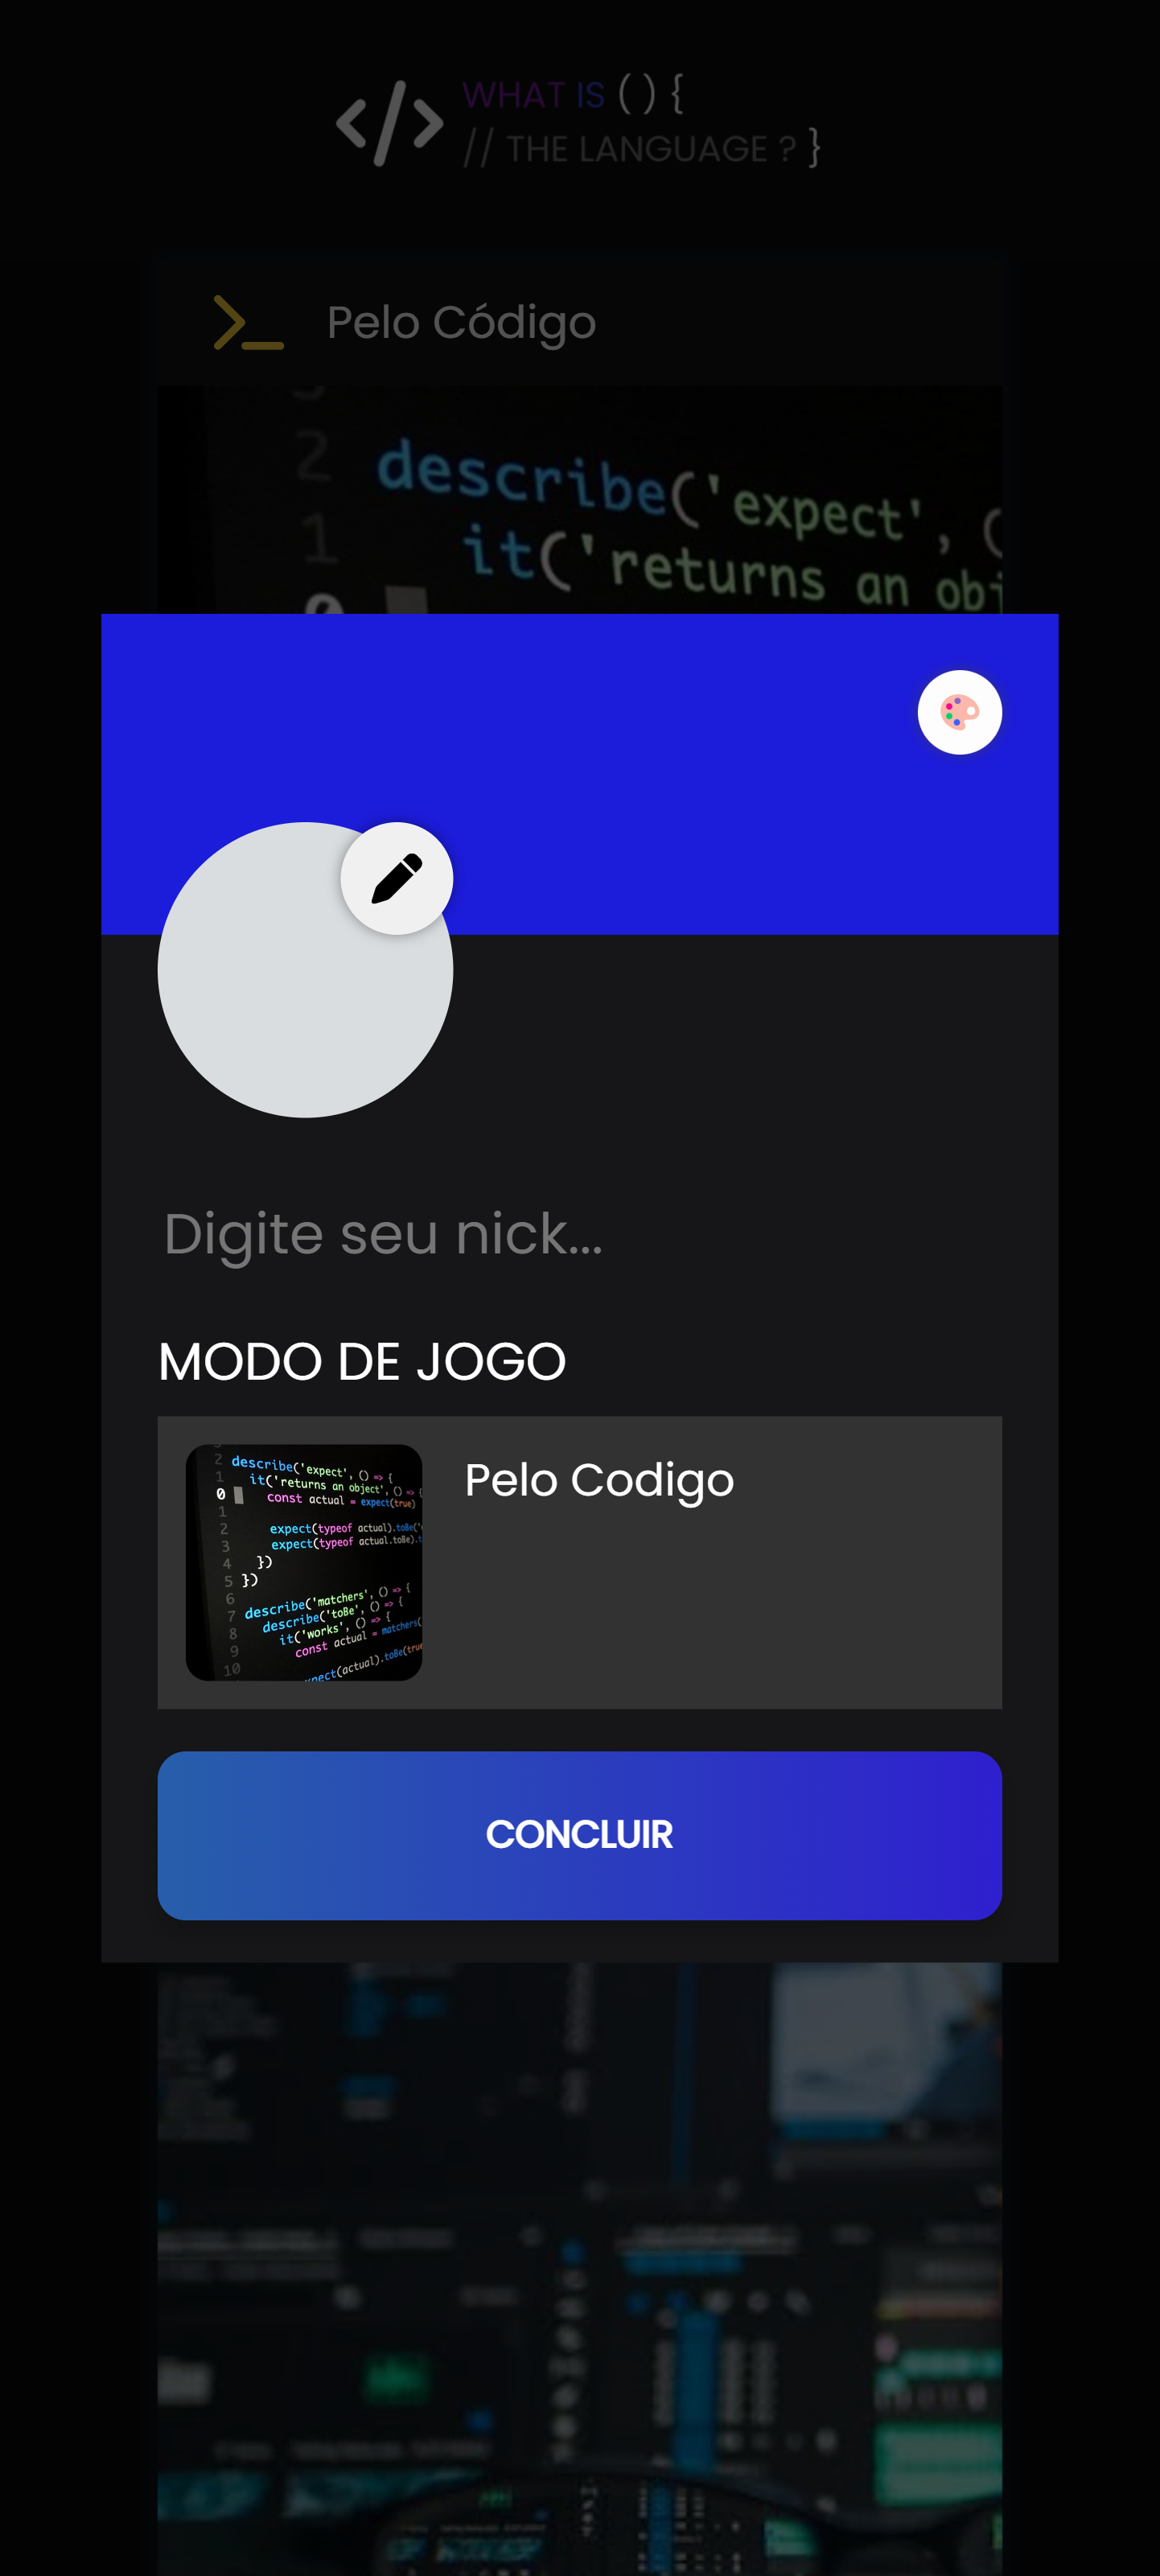 </> WHAT IS ( ) {
// THE LANGUAGE ? }
Pelo Código
2 describe('expect', (
1 it('returns an obj
0
Digite seu nick...
MODO DE JOGO
Pelo Codigo
2 describe('expect', () => {
1 it('returns an object', () => {
0 const actual = expect(true)
1
2 expect(typeof actual).toBe('
3 expect(typeof actual.toBe).t
4 })
5 })
6
7 describe('matchers', () => {
8 describe('toBe', () => {
9 it('works', () => {
10 const actual = matchers(
expect(actual).toBe(true
CONCLUIR